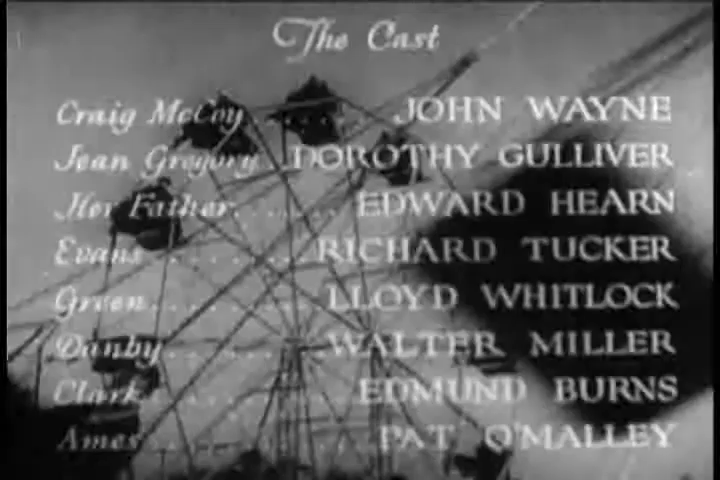 The Cast
Craig McCoy....... JOHN WAYNE
Jean Gregory. DOROTHY GULLIVER
Her Father....... EDWARD HEARN
Evans......... RICHARD TUCKER
Green......... LLOYD WHITLOCK
Danby......... WALTER MILLER
Clark......... EDMUND BURNS
Ames.......... PAT O'MALLEY